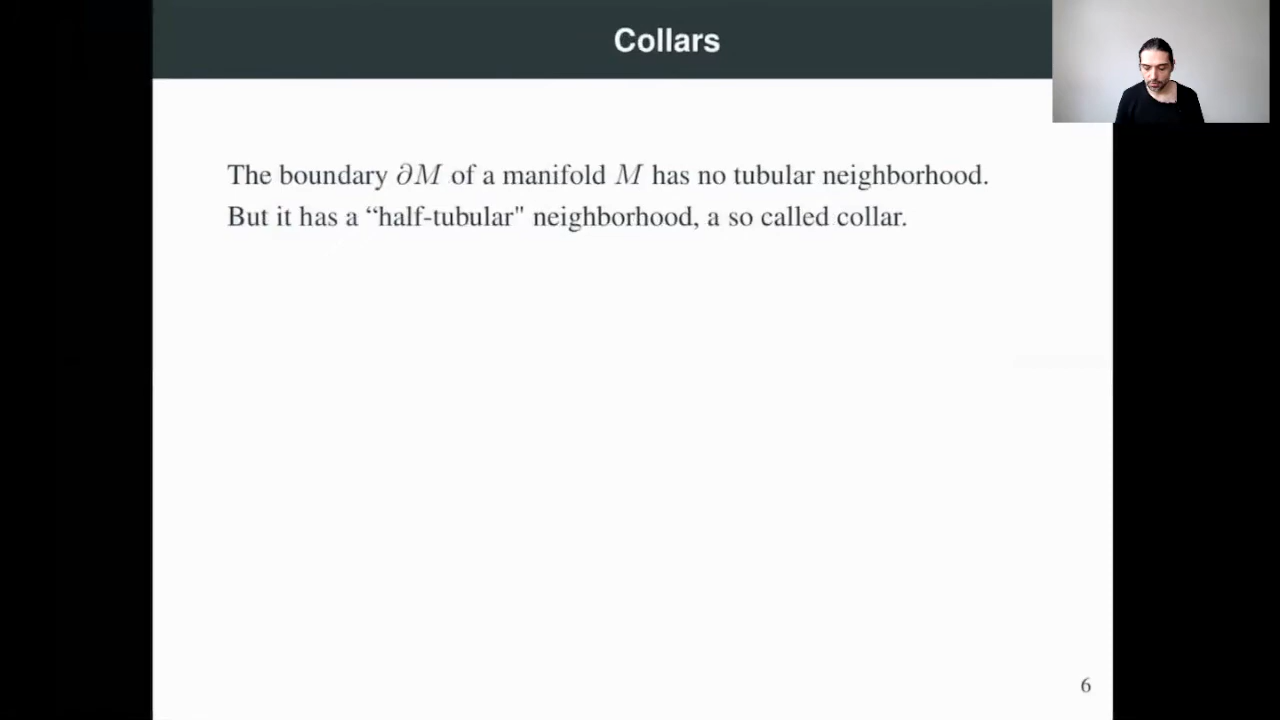 Collars
The boundary ∂M of a manifold M has no tubular neighborhood.
But it has a “half-tubular" neighborhood, a so called collar.
6